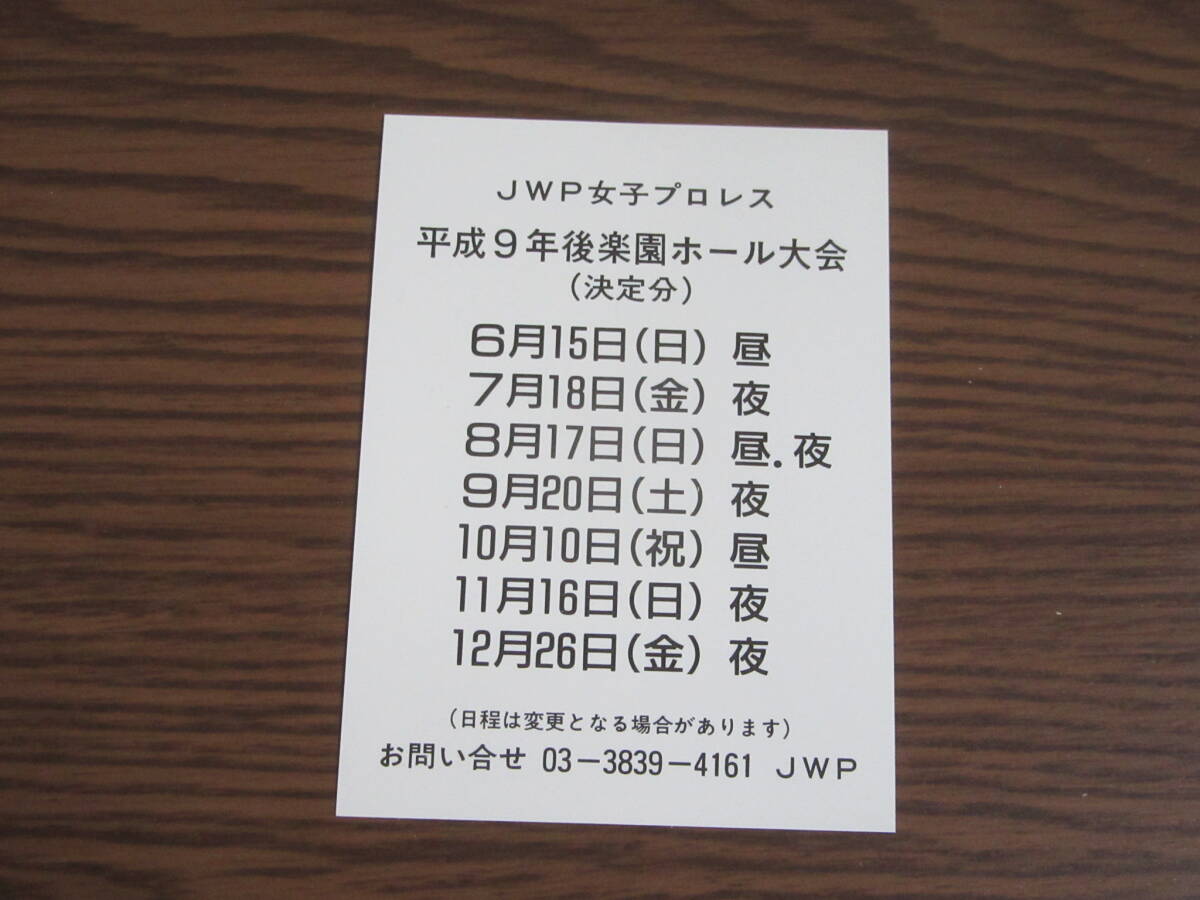 JWP女子プロレス
平成9年後楽園ホール大会
(決定分)
6月15日(日) 昼
7月18日(金) 夜
8月17日(日) 昼.夜
9月20日(土) 夜
10月10日(祝) 昼
11月16日(日) 夜
12月26日(金) 夜
(日程は変更となる場合があります)
お問い合せ 03-3839-4161 JWP